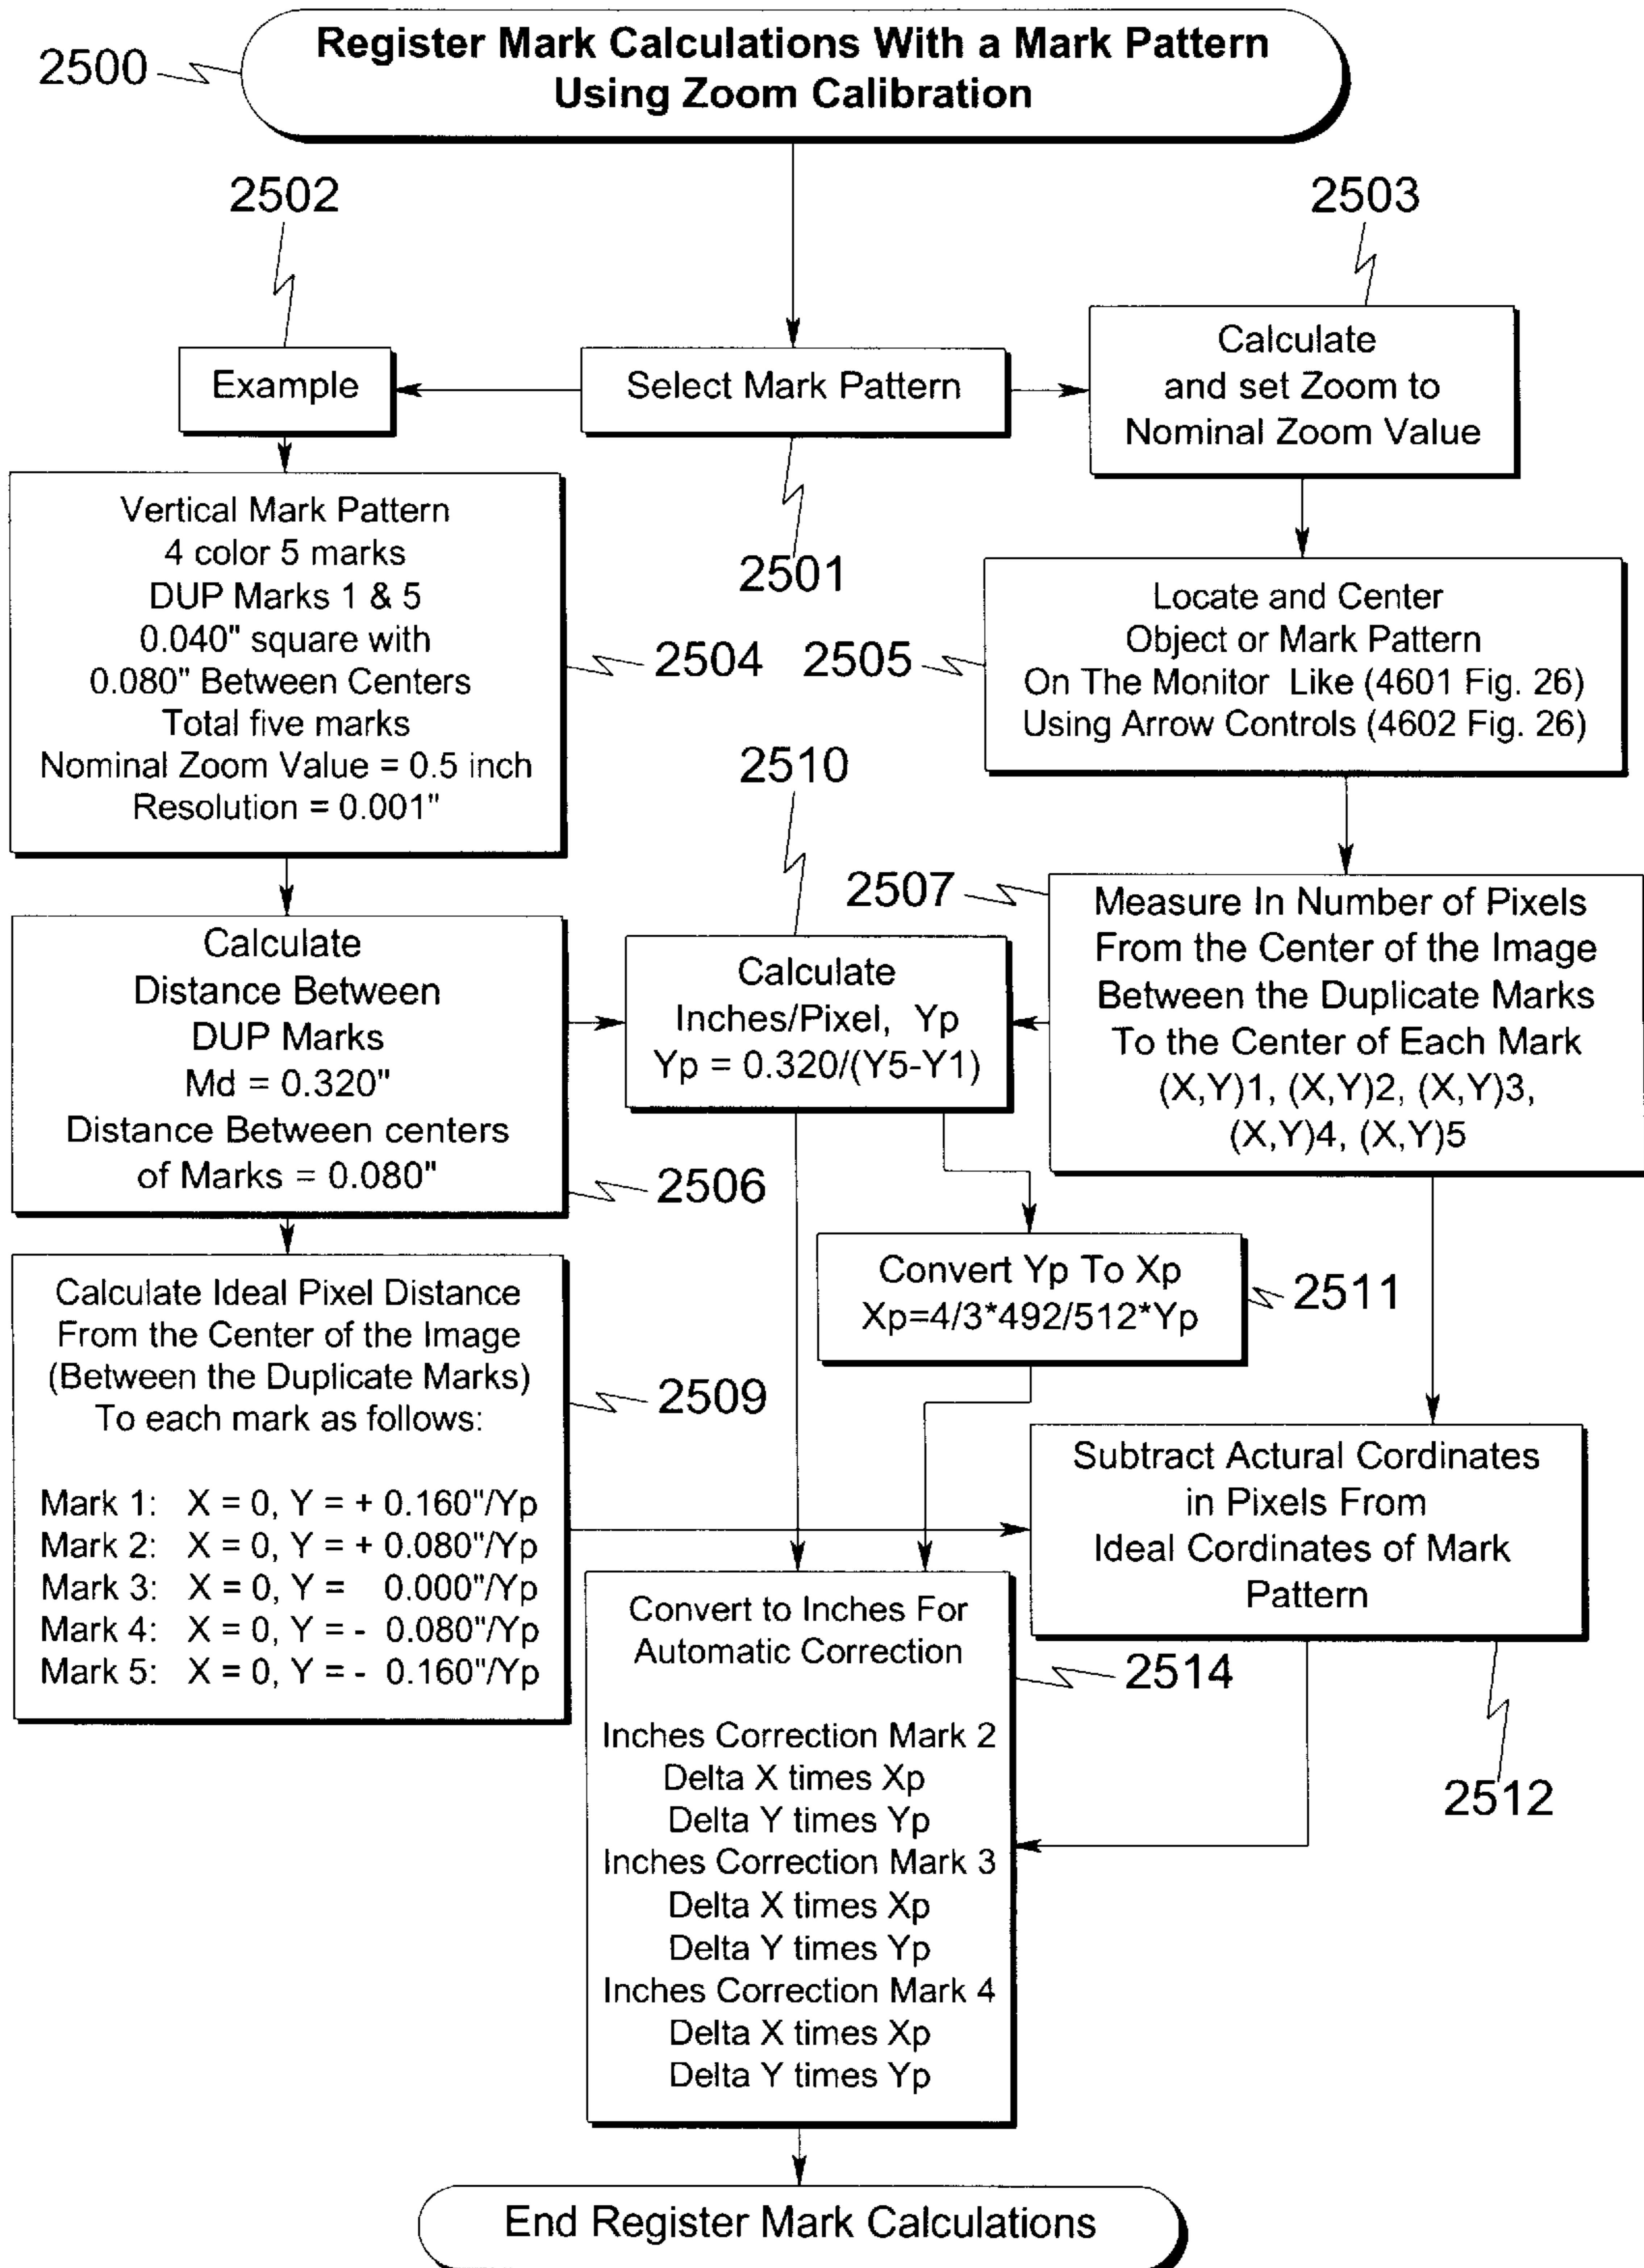 Register Mark Calculations With a Mark Pattern
Using Zoom Calibration
2500
2502
2503
Example
Select Mark Pattern
Calculate
and set Zoom to
Nominal Zoom Value
2501
Vertical Mark Pattern
4 color 5 marks
DUP Marks 1 & 5
0.040" square with
0.080" Between Centers
Total five marks
Nominal Zoom Value = 0.5 inch
Resolution = 0.001"
2504
2505
Locate and Center
Object or Mark Pattern
On The Monitor Like (4601 Fig. 26)
Using Arrow Controls (4602 Fig. 26)
2510
2507
Calculate
Distance Between
DUP Marks
Md = 0.320"
Distance Between centers
of Marks = 0.080"
2506
Calculate
Inches/Pixel, Yp
Yp = 0.320/(Y5-Y1)
Measure In Number of Pixels
From the Center of the Image
Between the Duplicate Marks
To the Center of Each Mark
(X,Y)1, (X,Y)2, (X,Y)3,
(X,Y)4, (X,Y)5
Convert Yp To Xp
Xp=4/3*492/512*Yp
2511
Calculate Ideal Pixel Distance
From the Center of the Image
(Between the Duplicate Marks)
To each mark as follows:
Mark 1: X = 0, Y = + 0.160"/Yp
Mark 2: X = 0, Y = + 0.080"/Yp
Mark 3: X = 0, Y = 0.000"/Yp
Mark 4: X = 0, Y = - 0.080"/Yp
Mark 5: X = 0, Y = - 0.160"/Yp
2509
Subtract Actural Cordinates
in Pixels From
Ideal Cordinates of Mark
Pattern
2512
Convert to Inches For
Automatic Correction
2514
Inches Correction Mark 2
Delta X times Xp
Delta Y times Yp
Inches Correction Mark 3
Delta X times Xp
Delta Y times Yp
Inches Correction Mark 4
Delta X times Xp
Delta Y times Yp
End Register Mark Calculations